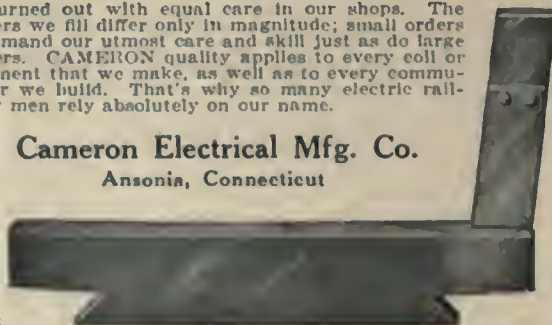 urned out with equal care in our shops. The
ers we fill differ only in magnitude; small orders
mand our utmost care and skill just as do large
ers. CAMERON quality applies to every coil or
nent that we make, as well as to every commu-
r we build. That's why so many electric rail-
men rely absolutely on our name.
Cameron Electrical Mfg. Co.
Ansonia, Connecticut